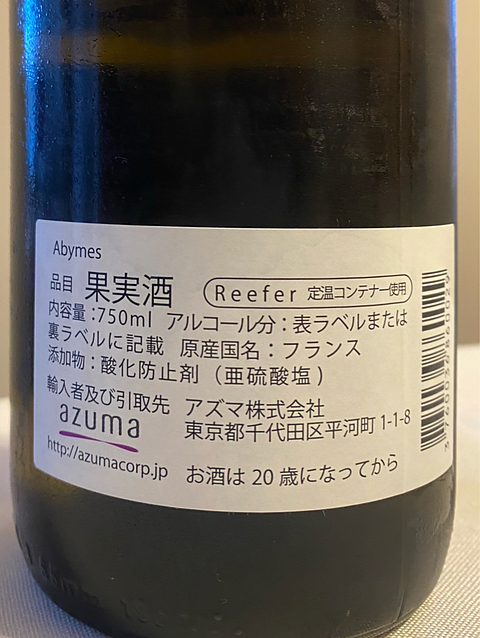 Abymes
品目 果実酒 Reefer 定温コンテナー使用
内容量:750ml アルコール分:表ラベルまたは
裏ラベルに記載 原産国名:フランス
添加物:酸化防止剤(亜硫酸塩)
輸入者及び引取先 アズマ株式会社
azuma 東京都千代田区平河町 1-1-8
http://azumacorp.jp お酒は 20 歳になってから